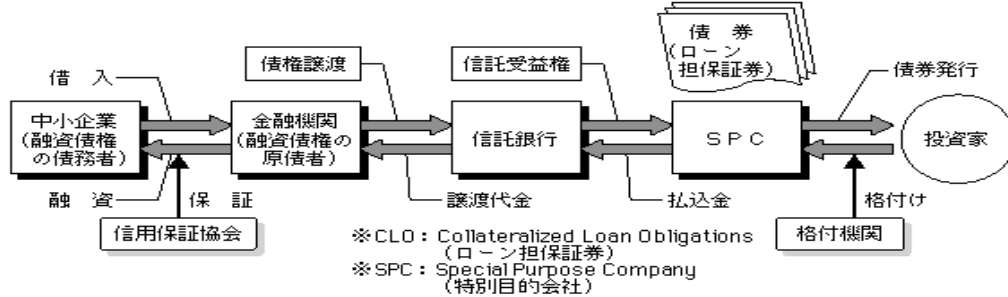 債 券
(ローン
担保証券)
債権譲渡
信託受益権
借 入
債券発行
中小企業
(融資債権
の債務者)
金融機関
(融資債権の
原債者)
信託銀行
SPC
投資家
融 資
保 証
譲渡代金
払込金
格付け
信用保証協会
格付機関
※CLO：Collateralized Loan Obligations
(ローン担保証券)
※SPC：Special Purpose Company
(特別目的会社)